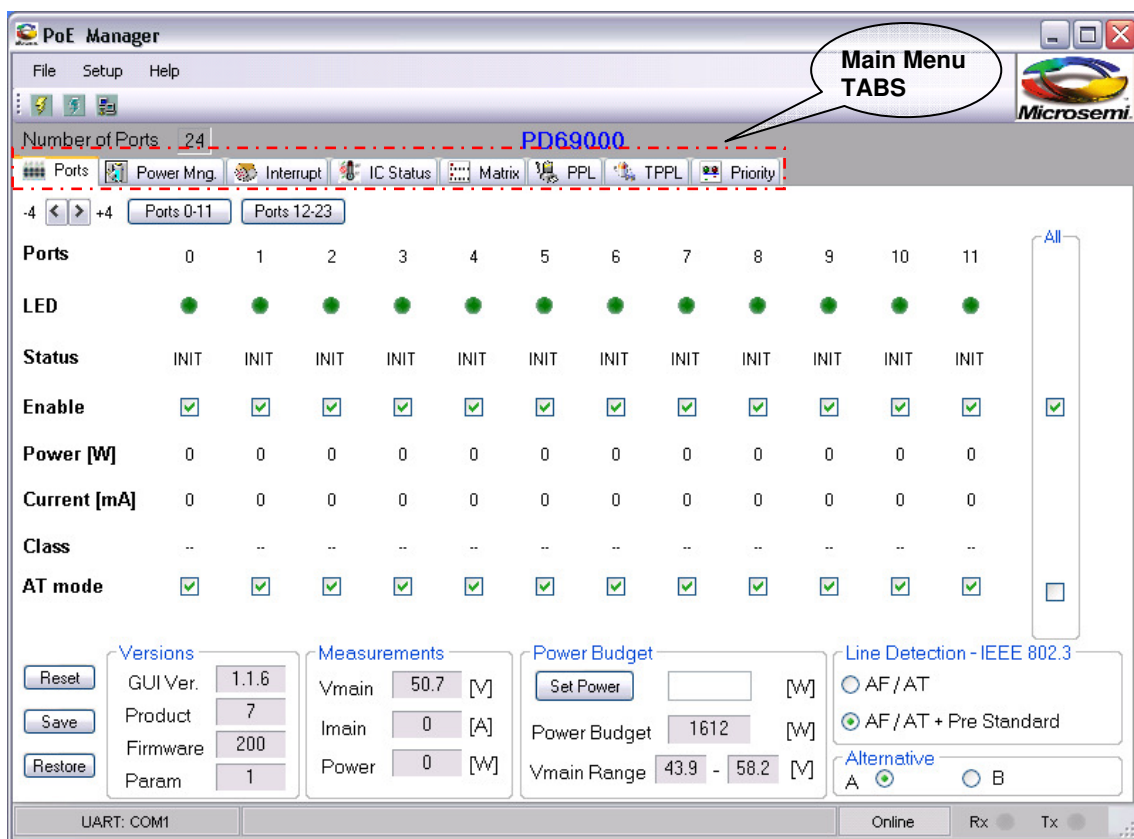 PoE Manager
Main Menu
TABS
File Setup Help
Microsemi.
Number of Ports 24 PD69000
Ports Power Mng. Interrupt IC Status Matrix PPL TPPL Priority
-4 < > +4 Ports 0-11 Ports 12-23
All
Ports 0 1 2 3 4 5 6 7 8 9 10 11
LED
Status INIT INIT INIT INIT INIT INIT INIT INIT INIT INIT INIT INIT
Enable
Power [W] 0 0 0 0 0 0 0 0 0 0 0 0
Current [mA] 0 0 0 0 0 0 0 0 0 0 0 0
Class -- -- -- -- -- -- -- -- -- -- -- --
AT mode
Versions Measurements Power Budget Line Detection - IEEE 802.3
Reset GUI Ver. 1.1.6 Vmain 50.7 [V] Set Power [W] AF / AT
Save Product 7 Imain 0 [A] Power Budget 1612 [W] AF / AT + Pre Standard
Firmware 200
Restore Param 1 Power 0 [W] Vmain Range 43.9 - 58.2 [V] Alternative
A B
UART: COM1 Online Rx Tx